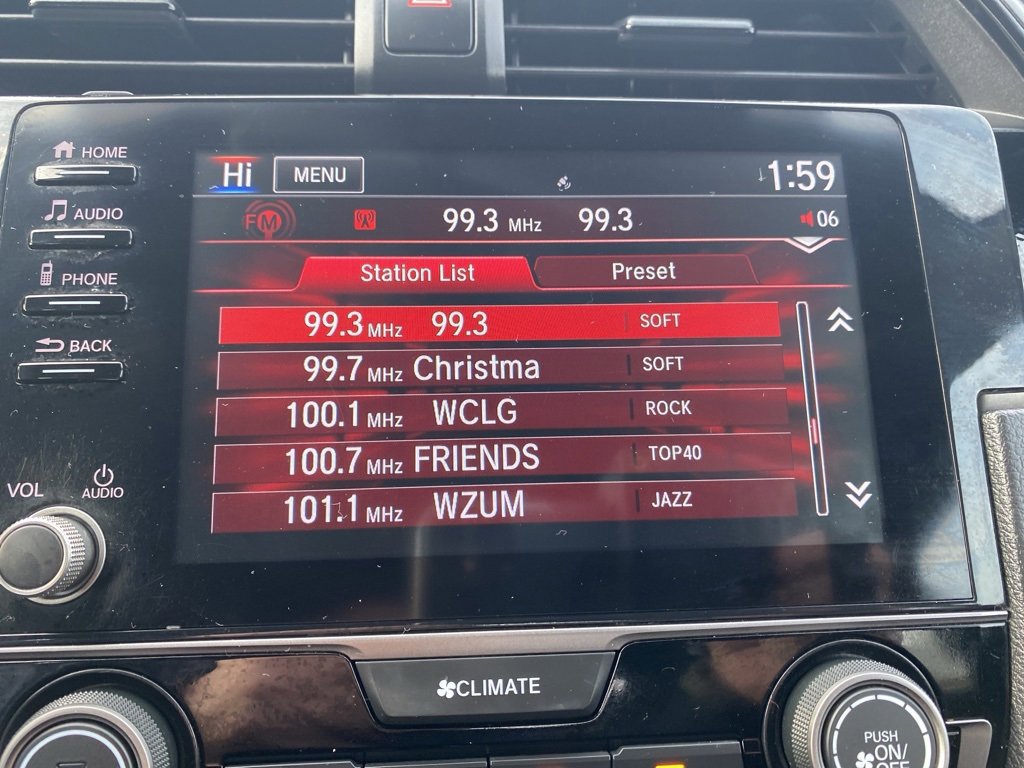 HOME
Hi MENU 1:59
AUDIO
FM 99.3 MHz 99.3 06
PHONE
Station List Preset
99.3 MHz 99.3 SOFT
BACK
99.7 MHz Christma SOFT
100.1 MHz WCLG ROCK
100.7 MHz FRIENDS TOP40
101.1 MHz WZUM JAZZ
VOL AUDIO
CLIMATE
PUSH
ON/
OFF